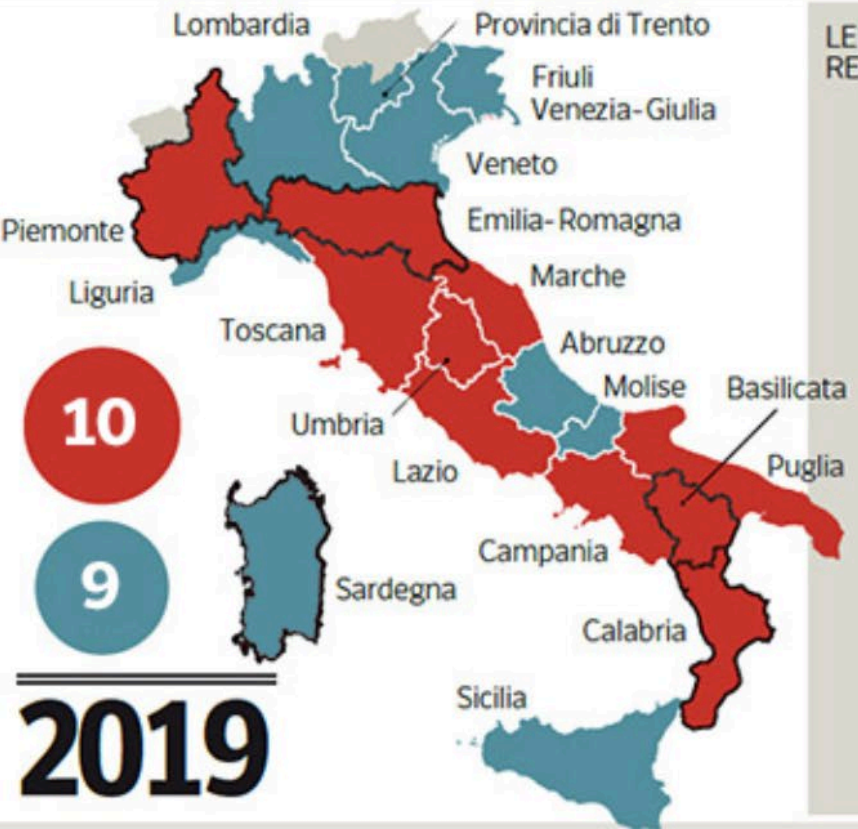 Lombardia
Provincia di Trento
Friuli
Venezia-Giulia
Veneto
Piemonte
Emilia-Romagna
Liguria
Marche
Toscana
Abruzzo
Molise
Basilicata
Umbria
Lazio
Puglia
Campania
Sardegna
Calabria
Sicilia
10
9
2019
LE
RE